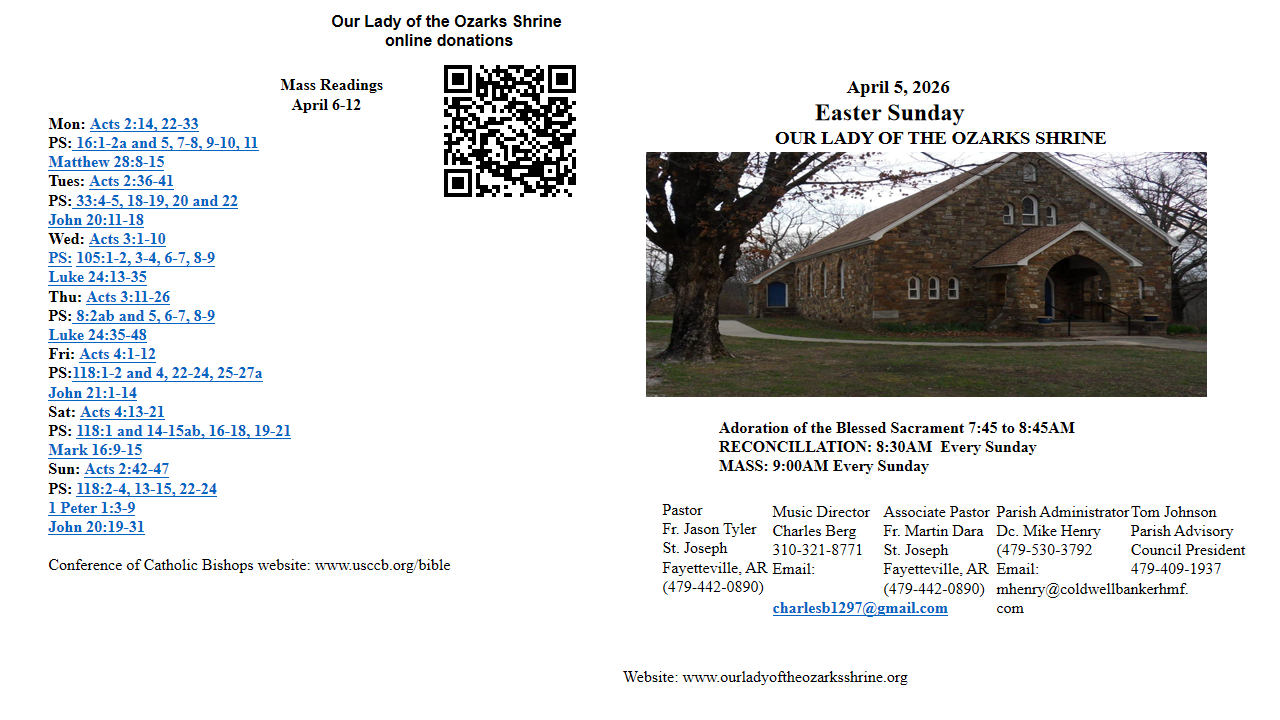 Our Lady of the Ozarks Shrine
online donations
Mass Readings
April 6-12
Mon: Acts 2:14, 22-33
PS: 16:1-2a and 5, 7-8, 9-10, 11
Matthew 28:8-15
Tues: Acts 2:36-41
PS: 33:4-5, 18-19, 20 and 22
John 20:11-18
Wed: Acts 3:1-10
PS: 105:1-2, 3-4, 6-7, 8-9
Luke 24:13-35
Thu: Acts 3:11-26
PS: 8:2ab and 5, 6-7, 8-9
Luke 24:35-48
Fri: Acts 4:1-12
PS:118:1-2 and 4, 22-24, 25-27a
John 21:1-14
Sat: Acts 4:13-21
PS: 118:1 and 14-15ab, 16-18, 19-21
Mark 16:9-15
Sun: Acts 2:42-47
PS: 118:2-4, 13-15, 22-24
1 Peter 1:3-9
John 20:19-31
Conference of Catholic Bishops website: www.usccb.org/bible
April 5, 2026
Easter Sunday
OUR LADY OF THE OZARKS SHRINE
Adoration of the Blessed Sacrament 7:45 to 8:45AM
RECONCILLATION: 8:30AM Every Sunday
MASS: 9:00AM Every Sunday
Pastor
Fr. Jason Tyler
St. Joseph
Fayetteville, AR
(479-442-0890)
Music Director
Charles Berg
310-321-8771
Email:
charlesb1297@gmail.com
Associate Pastor
Fr. Martin Dara
St. Joseph
Fayetteville, AR
(479-442-0890)
Parish Administrator
Dc. Mike Henry
(479-530-3792
Email:
mhenry@coldwellbankerhmf.
com
Tom Johnson
Parish Advisory
Council President
479-409-1937
Website: www.ourladyoftheozarksshrine.org